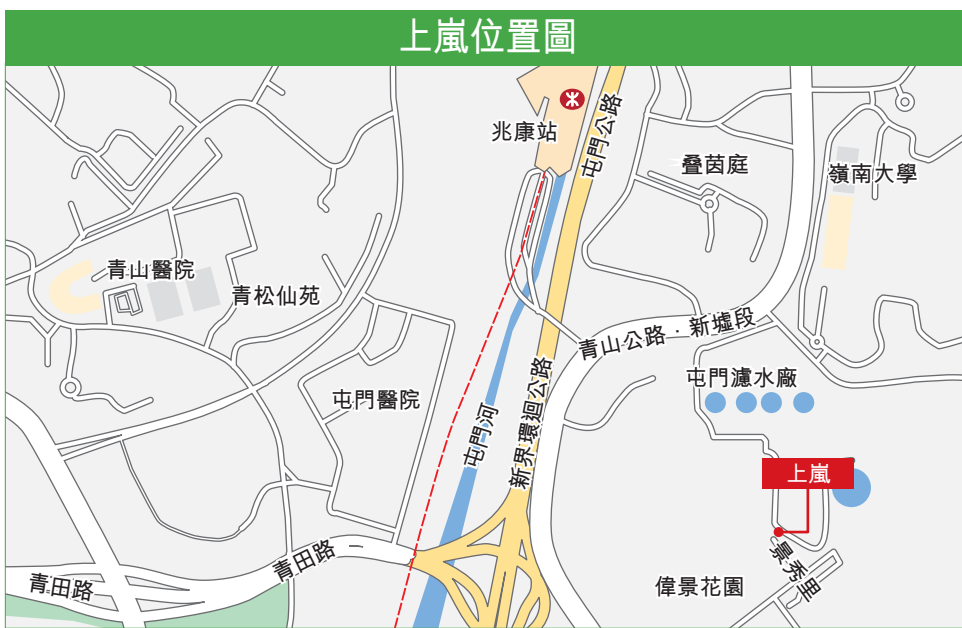 上嵐位置圖
兆康站
屯門公路
叠茵庭
嶺南大學
青山醫院
青松仙苑
青山公路．新墟段
屯門醫院
屯門河
新界環迴公路
屯門濾水廠
上嵐
青田路
青田路
景秀里
偉景花園